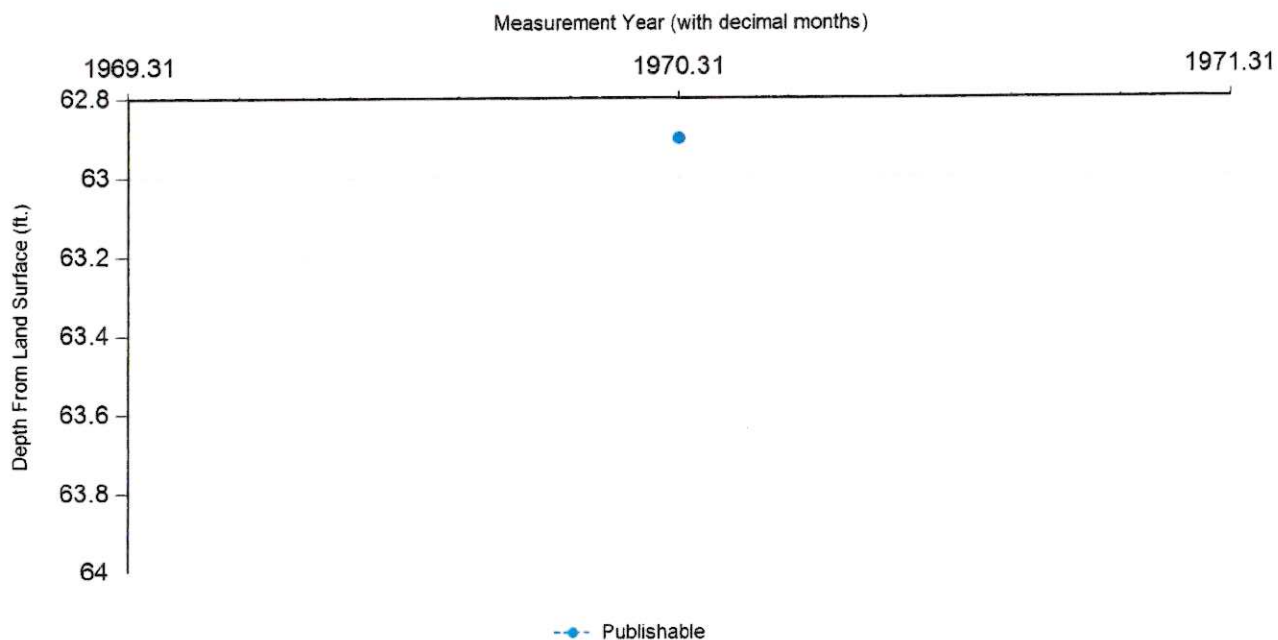 Measurement Year (with decimal months)
1969.31 1970.31 1971.31
62.8
63
63.2
63.4
63.6
63.8
64
Depth From Land Surface (ft.)
Publishable